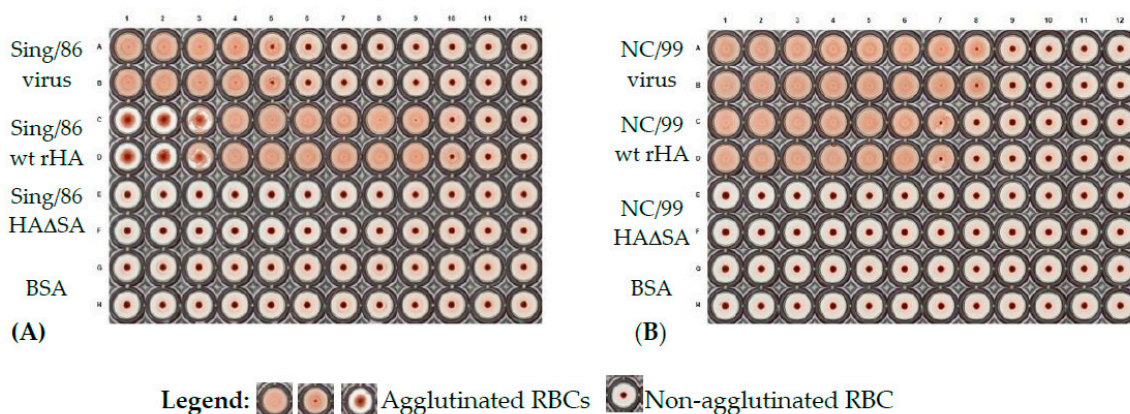 1 2 3 4 5 6 7 8 9 10 11 12
A
B
C
D
E
F
G
H
Sing/86
virus
Sing/86
wt rHA
Sing/86
HAΔSA
BSA
(A)
1 2 3 4 5 6 7 8 9 10 11 12
A
B
C
D
E
F
G
H
NC/99
virus
NC/99
wt rHA
NC/99
HAΔSA
BSA
(B)
Legend: Agglutinated RBCs Non-agglutinated RBC